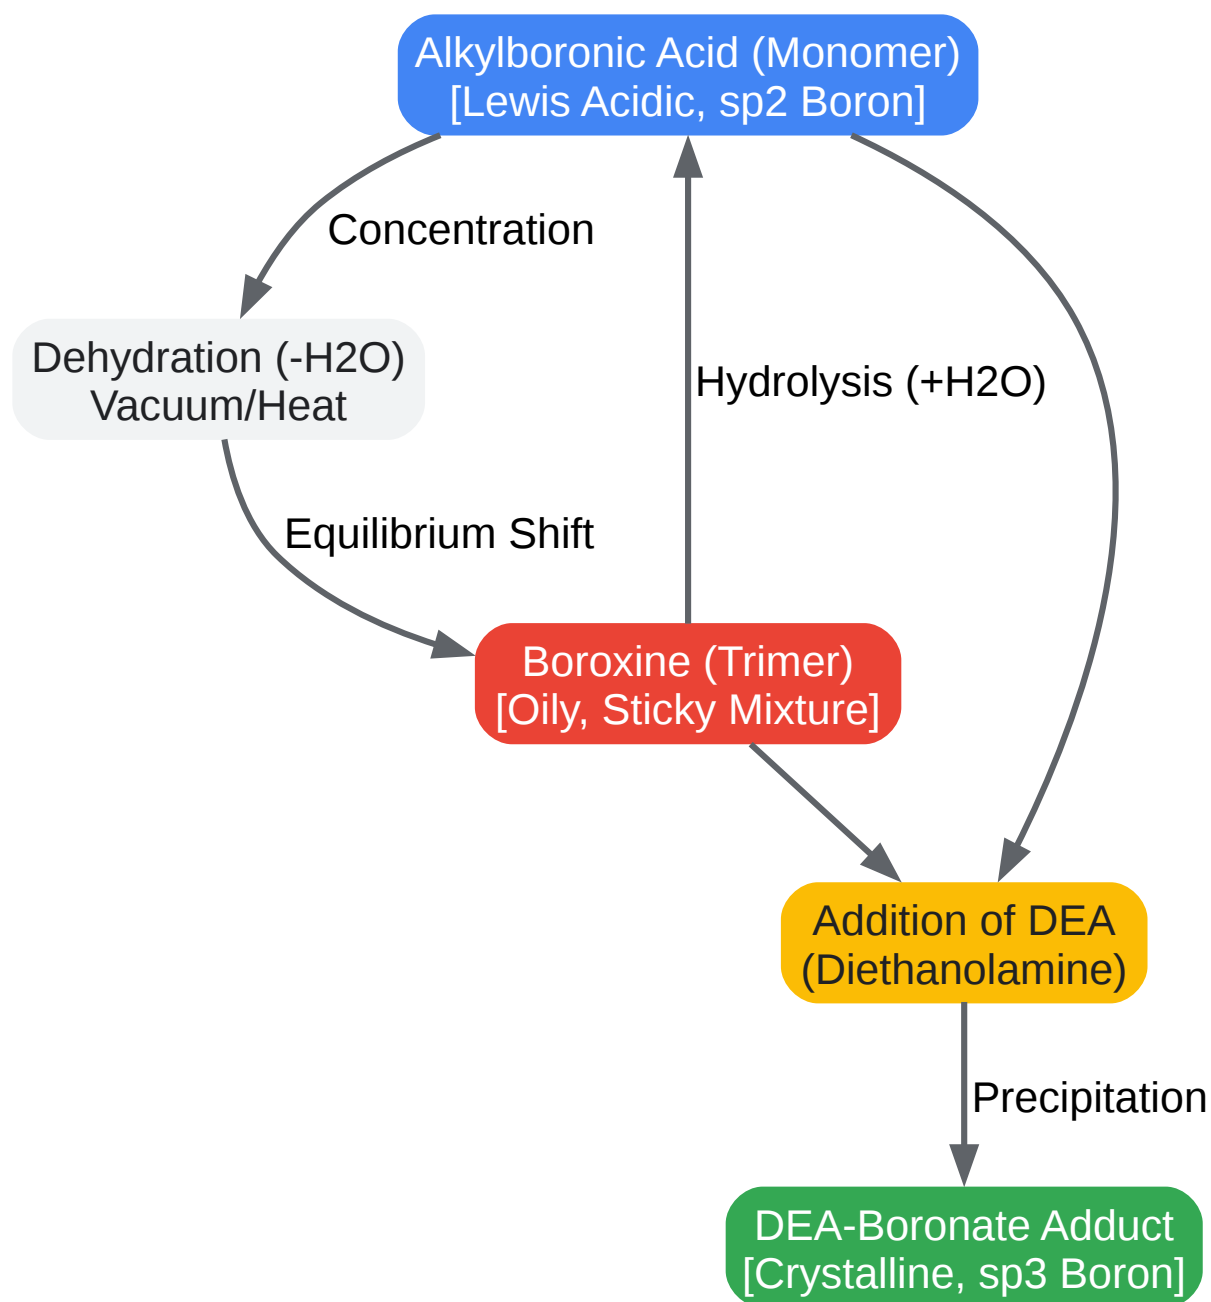 Alkylboronic Acid (Monomer)
[Lewis Acidic, sp2 Boron]
Concentration
Dehydration (-H2O)
Vacuum/Heat
Hydrolysis (+H2O)
Equilibrium Shift
Boroxine (Trimer)
[Oily, Sticky Mixture]
Addition of DEA
(Diethanolamine)
Precipitation
DEA-Boronate Adduct
[Crystalline, sp3 Boron]